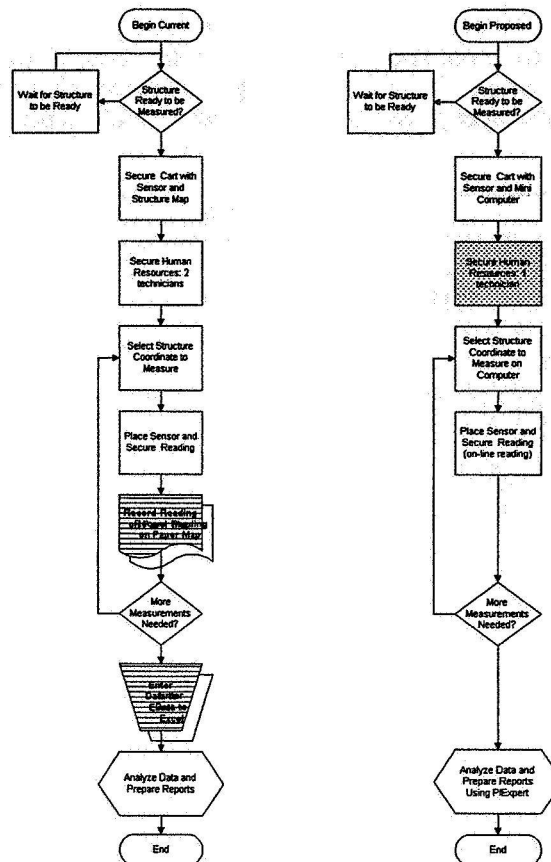 Begin Current
Wait for Structure
to be Ready
Structure
Ready to be
Measured?
Secure Cart with
Sensor and
Structure Map
Secure Human
Resources: 2
technicians
Select Structure
Coordinate to
Measure
Place Sensor and
Secure Reading
Record Reading
on Paper Map
More
Measurements
Needed?
Enter
Data to
Excel
Analyze Data and
Prepare Reports
End
Begin Proposed
Wait for Structure
to be Ready
Structure
Ready to be
Measured?
Secure Cart with
Sensor and Mini
Computer
Secure Human
Resources: 1
technician
Select Structure
Coordinate to
Measure on
Computer
Place Sensor and
Secure Reading
(on-line reading)
More
Measurements
Needed?
Analyze Data and
Prepare Reports
Using PIExpert
End